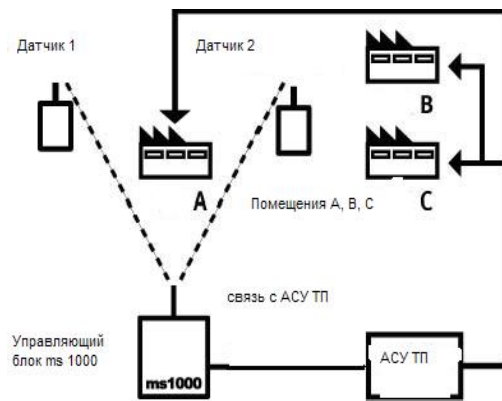 Датчик 1
Датчик 2
B
A
C
Помещения A, B, C
связь с АСУ ТП
Управляющий
блок ms 1000
ms1000
АСУ ТП